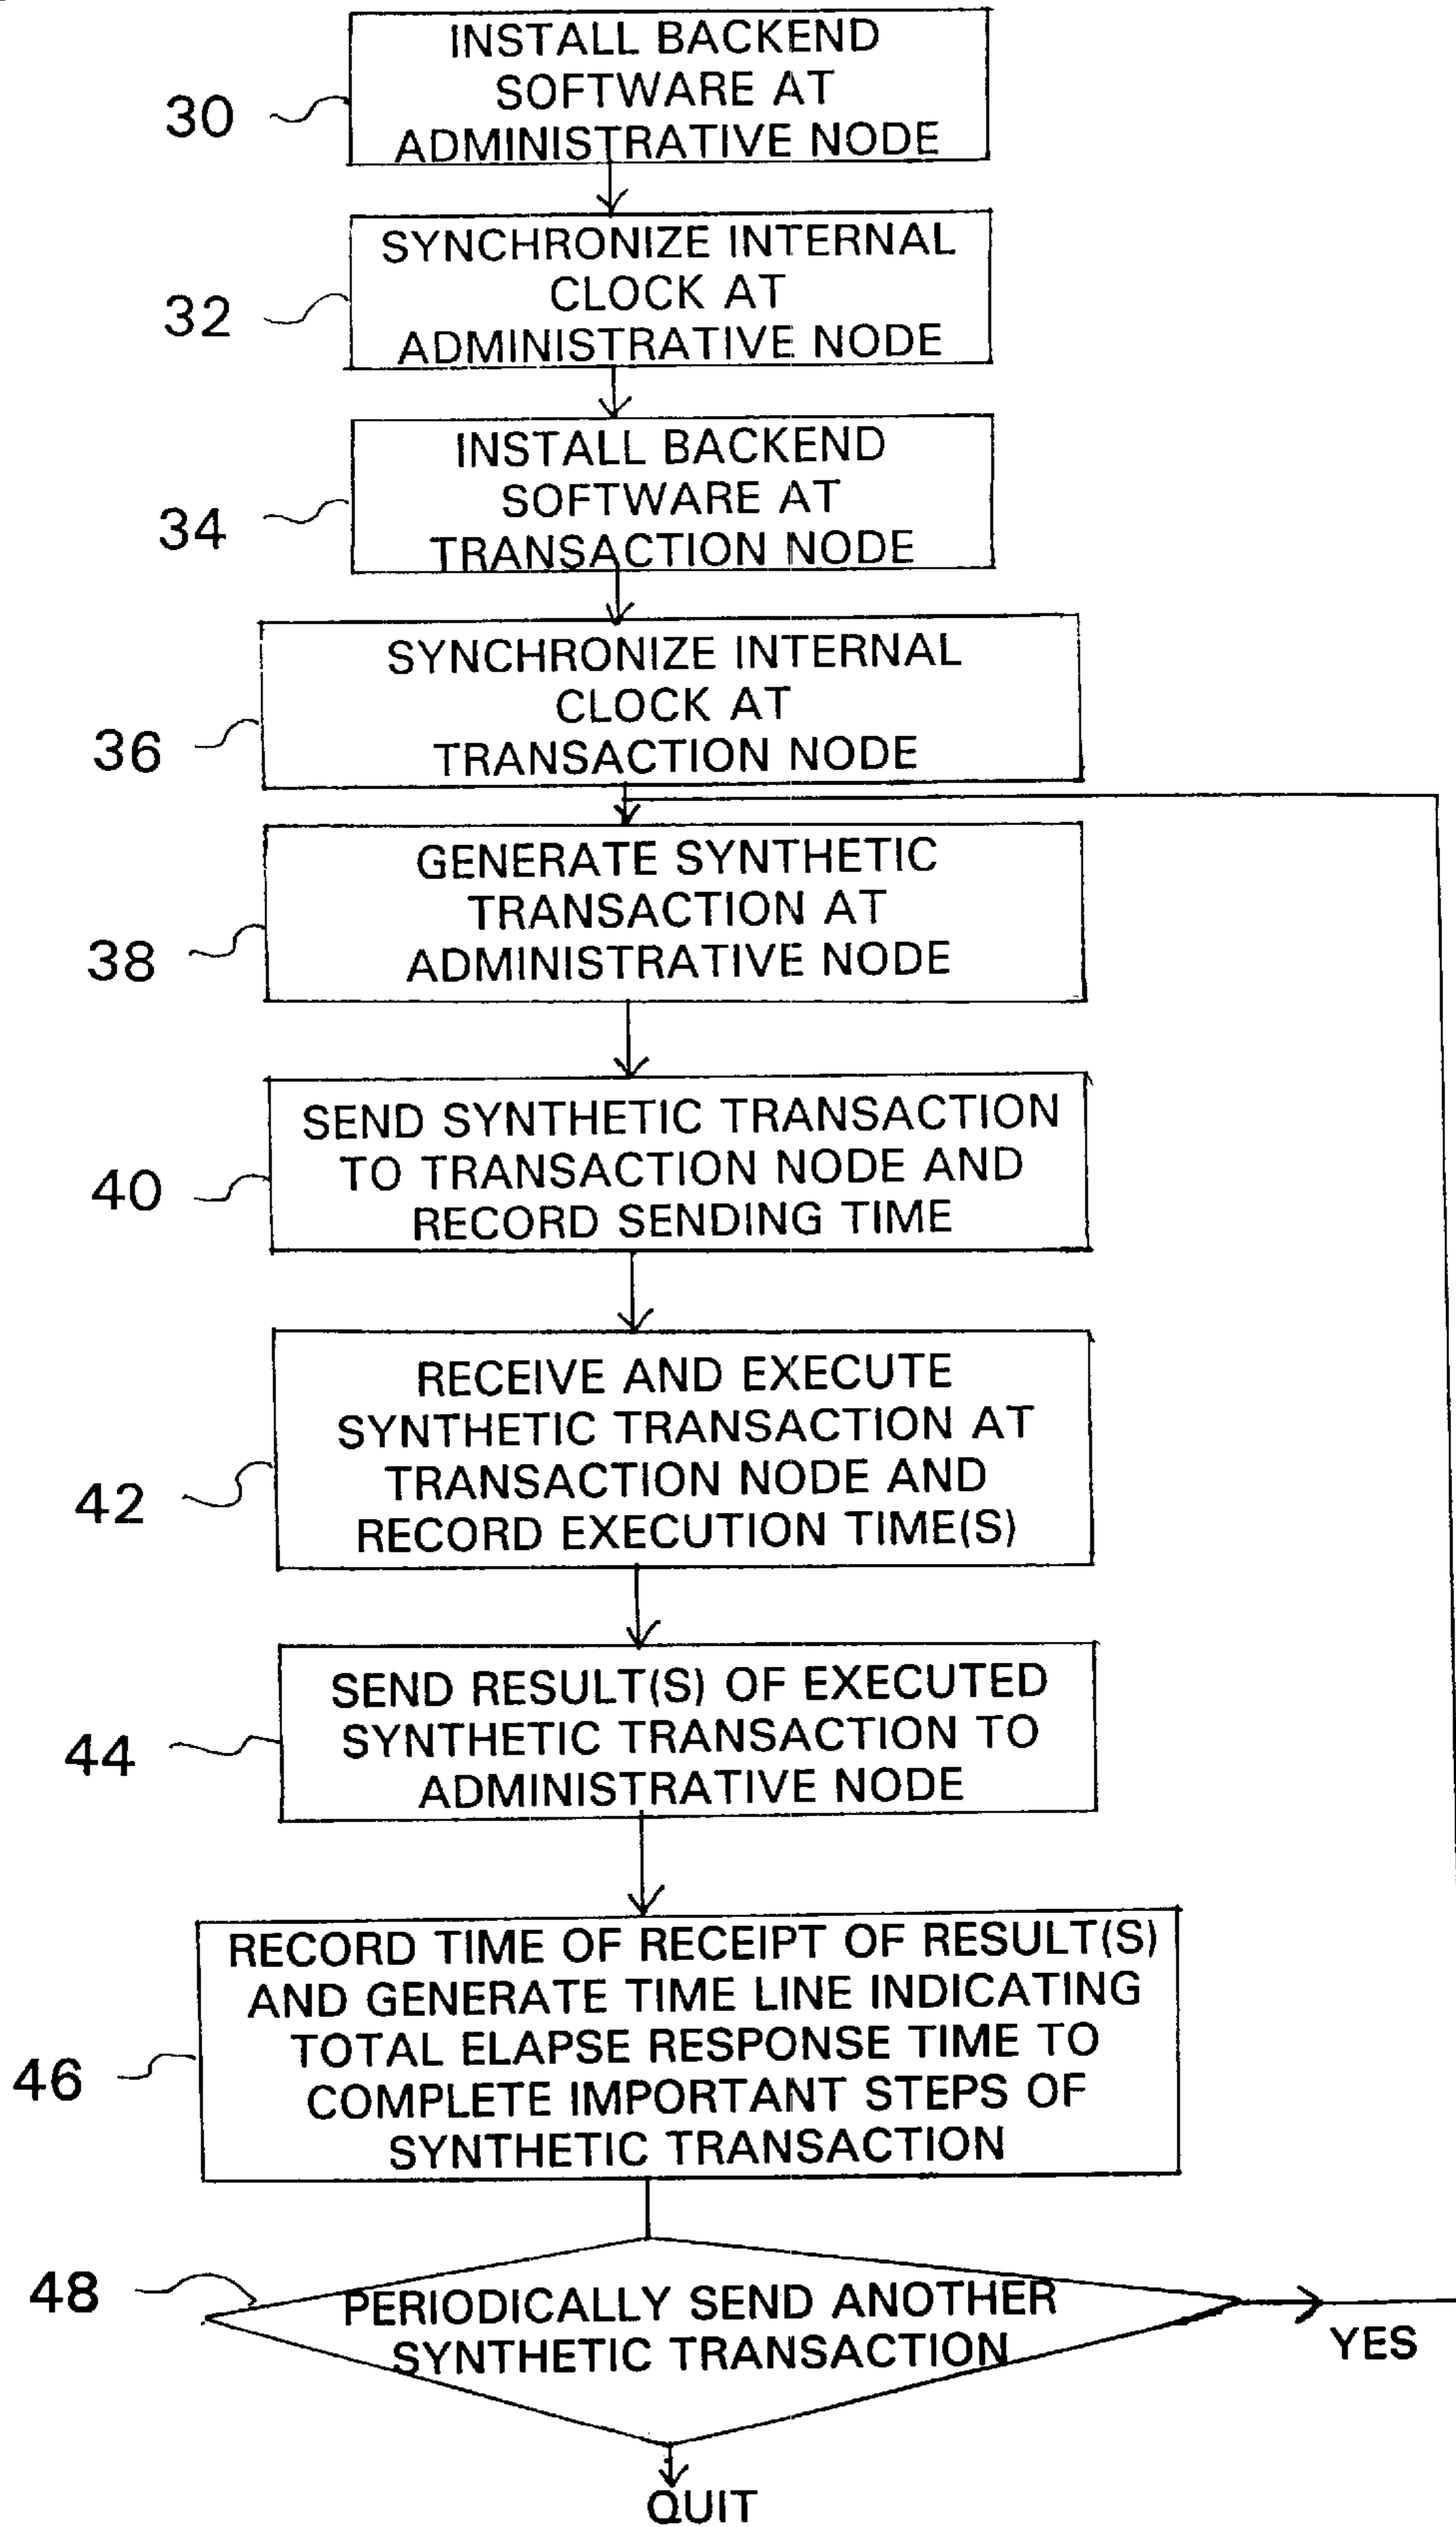 INSTALL BACKEND
SOFTWARE AT
ADMINISTRATIVE NODE
30
SYNCHRONIZE INTERNAL
CLOCK AT
ADMINISTRATIVE NODE
32
INSTALL BACKEND
SOFTWARE AT
TRANSACTION NODE
34
SYNCHRONIZE INTERNAL
CLOCK AT
TRANSACTION NODE
36
GENERATE SYNTHETIC
TRANSACTION AT
ADMINISTRATIVE NODE
38
SEND SYNTHETIC TRANSACTION
TO TRANSACTION NODE AND
RECORD SENDING TIME
40
RECEIVE AND EXECUTE
SYNTHETIC TRANSACTION AT
TRANSACTION NODE AND
RECORD EXECUTION TIME(S)
42
SEND RESULT(S) OF EXECUTED
SYNTHETIC TRANSACTION TO
ADMINISTRATIVE NODE
44
RECORD TIME OF RECEIPT OF RESULT(S)
AND GENERATE TIME LINE INDICATING
TOTAL ELAPSE RESPONSE TIME TO
COMPLETE IMPORTANT STEPS OF
SYNTHETIC TRANSACTION
46
48
PERIODICALLY SEND ANOTHER
SYNTHETIC TRANSACTION
YES
QUIT